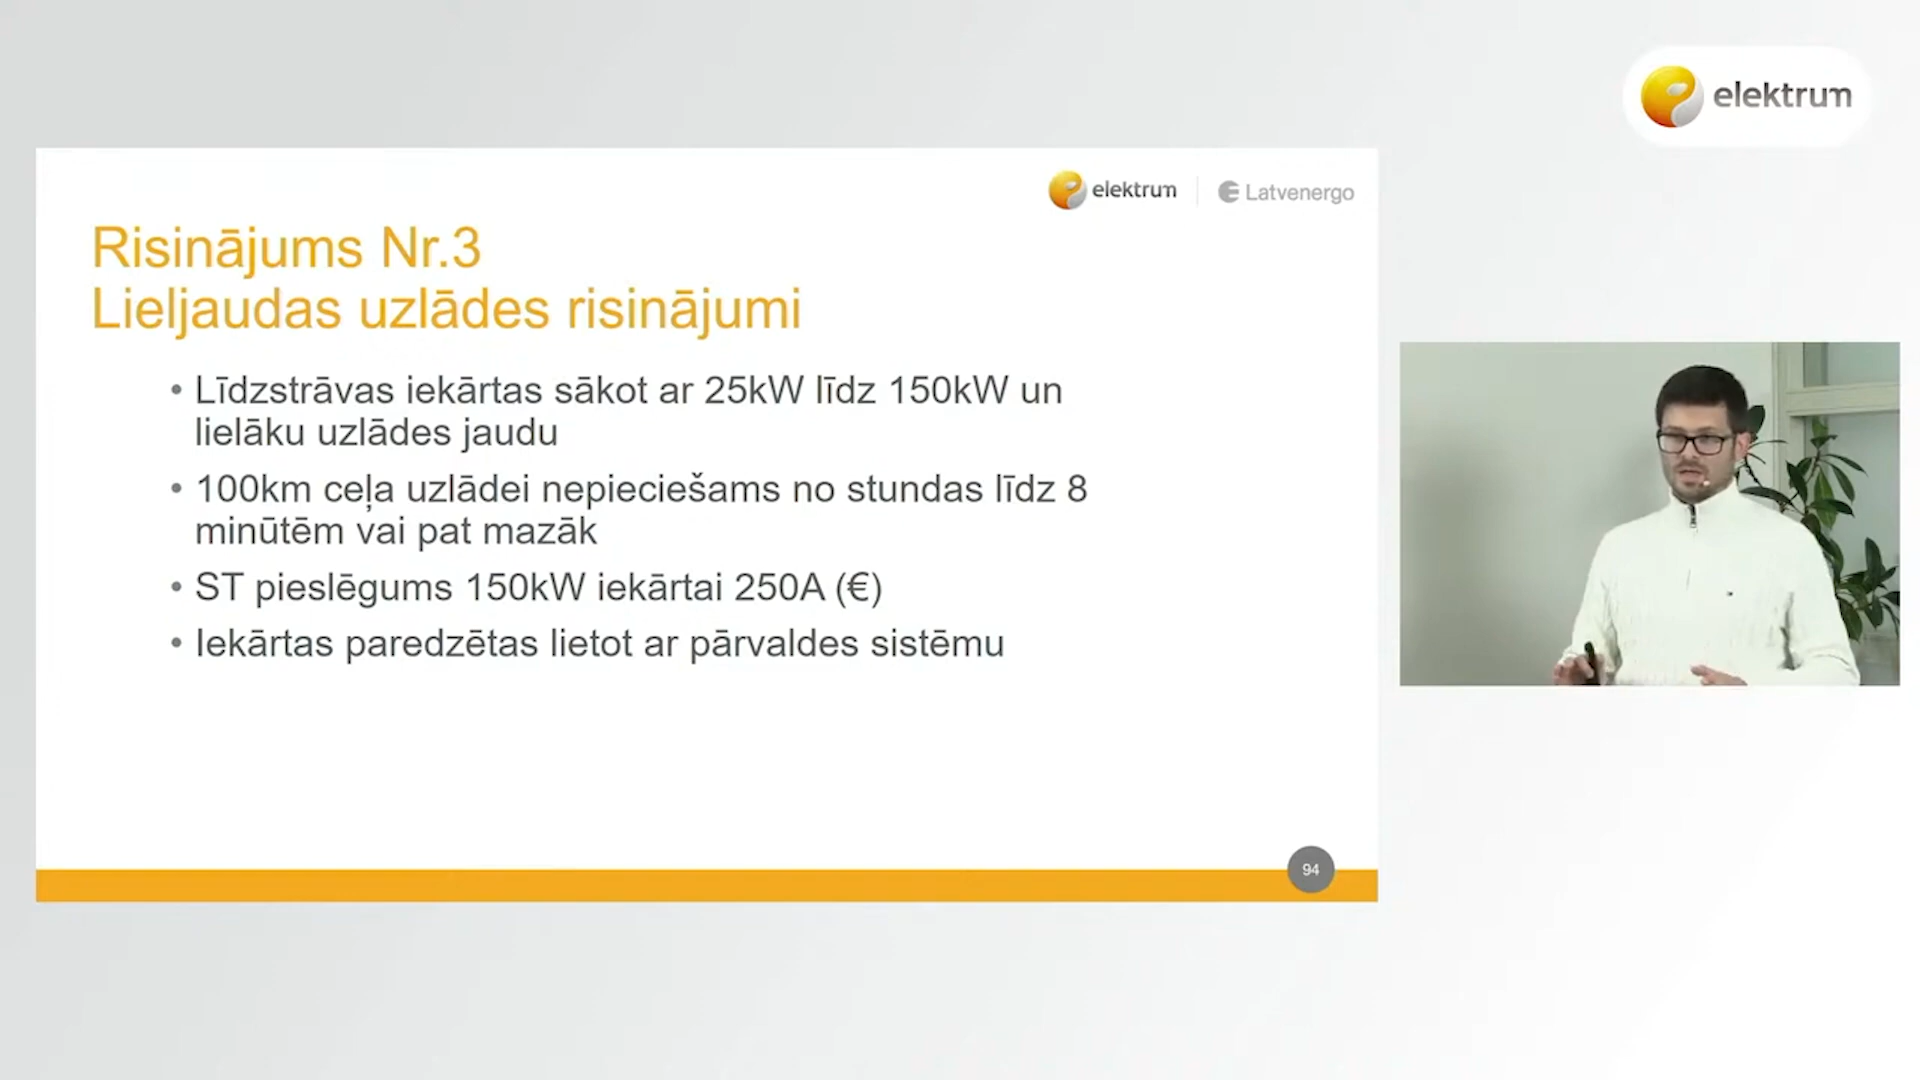 elektrum
elektrum
Latvenergo
Risinājums Nr.3
Lieljaudas uzlādes risinājumi
• Līdzstrāvas iekārtas sākot ar 25kW līdz 150kW un
lielāku uzlādes jaudu
• 100km ceļa uzlādei nepieciešams no stundas līdz 8
minūtēm vai pat mazāk
• ST pieslēgums 150kW iekārtai 250A (€)
• Iekārtas paredzētas lietot ar pārvaldes sistēmu
94